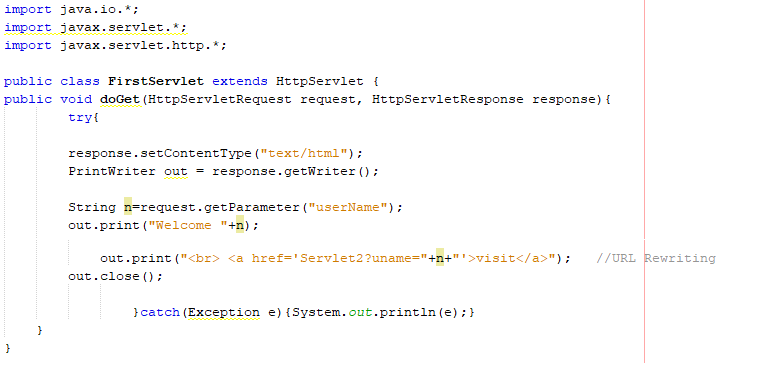 import java.io.*;
import javax.servlet.*;
import javax.servlet.http.*;
public class FirstServlet extends HttpServlet {
public void doGet(HttpServletRequest request, HttpServletResponse response){
try{
response.setContentType("text/html");
PrintWriter out = response.getWriter();
String n=request.getParameter("userName");
out.print("Welcome "+n);
out.print("<br> <a href='Servlet2?uname="+n+"'>visit</a>");   //URL Rewriting
out.close();
}catch(Exception e){System.out.println(e);}
}
}